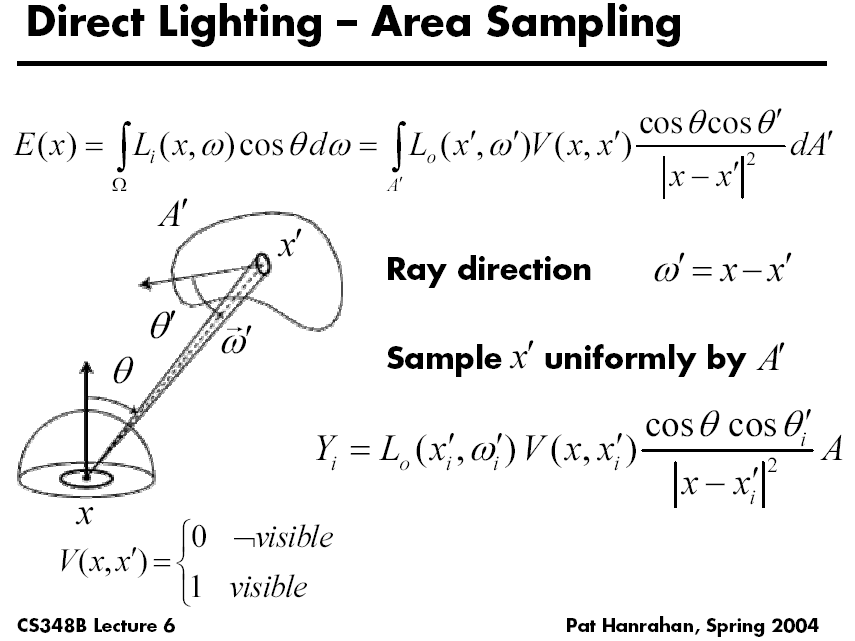 Direct Lighting – Area Sampling
E(x) = ∫_Ω L_i(x, ω) cos θ dω = ∫_A′ L_o(x′, ω′)V(x, x′) (cos θ cos θ′ / |x − x′|²) dA′
A′
x′
Ray direction ω′ = x − x′
θ′
ω⃗′
Sample x′ uniformly by A′
θ
Y_i = L_o(x′_i, ω′_i) V(x, x′_i) (cos θ cos θ′_i / |x − x′_i|²) A
x
V(x, x′) = { 0 ¬visible
1 visible
CS348B Lecture 6
Pat Hanrahan, Spring 2004